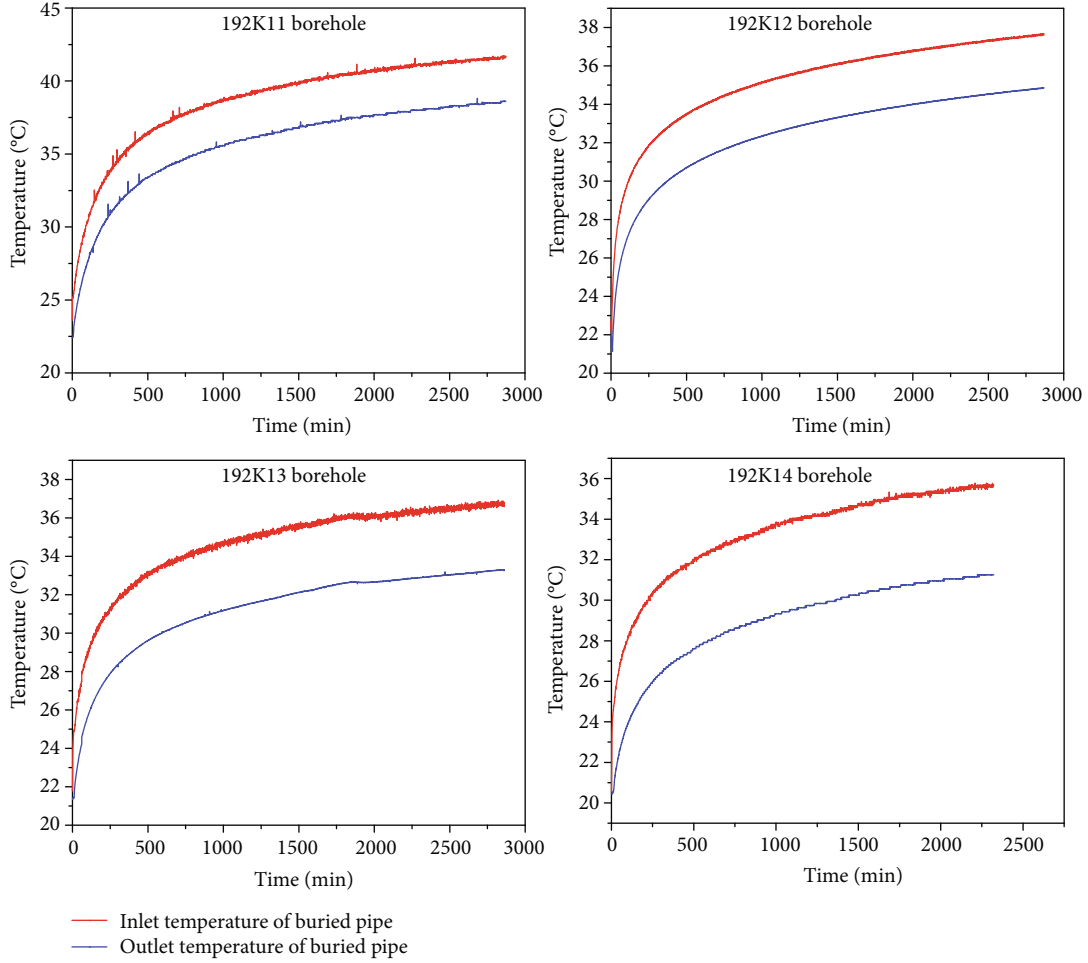 192K11 borehole
45
40
35
30
25
20
Temperature (°C)
0 500 1000 1500 2000 2500 3000
Time (min)
192K12 borehole
38
36
34
32
30
28
26
24
22
20
Temperature (°C)
0 500 1000 1500 2000 2500 3000
Time (min)
192K13 borehole
38
36
34
32
30
28
26
24
22
20
Temperature (°C)
0 500 1000 1500 2000 2500 3000
Time (min)
192K14 borehole
36
34
32
30
28
26
24
22
20
Temperature (°C)
0 500 1000 1500 2000 2500
Time (min)
Inlet temperature of buried pipe
Outlet temperature of buried pipe